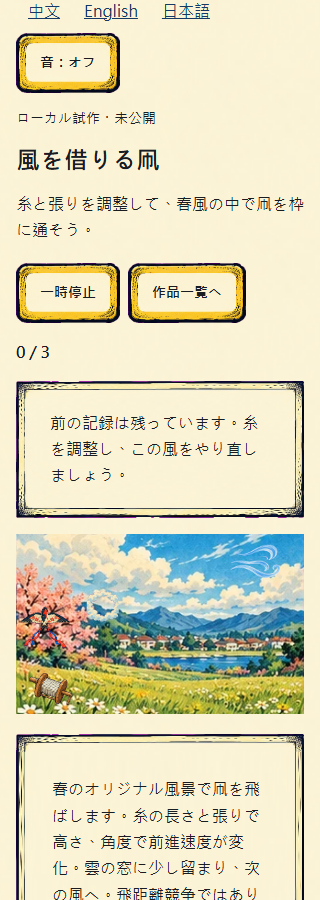 中文 English 日本語
音：オフ
ローカル試作・未公開
風を借りる凧
糸と張りを調整して、春風の中で凧を枠
に通そう。
一時停止 作品一覧へ
0 / 3
前の記録は残っています。糸
を調整し、この風をやり直し
ましょう。
春のオリジナル風景で凧を飛
ばします。糸の長さと張りで
高さ、角度で前進速度が変
化。雲の窓に少し留まり、次
の風へ。飛距離競争ではあり